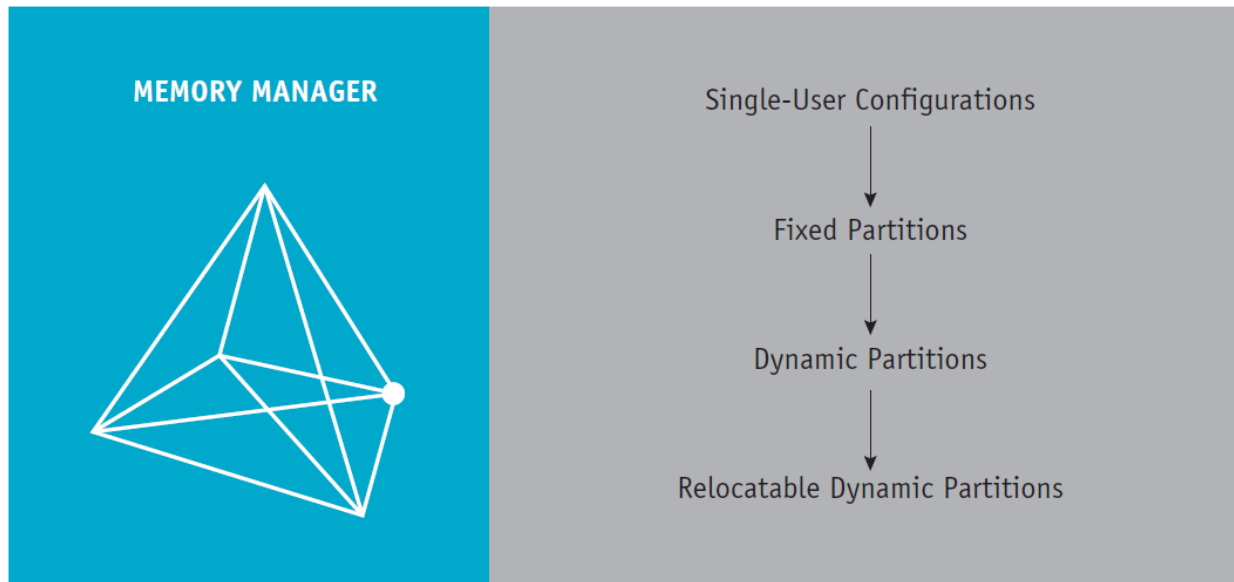 MEMORY MANAGER
Single-User Configurations
Fixed Partitions
Dynamic Partitions
Relocatable Dynamic Partitions